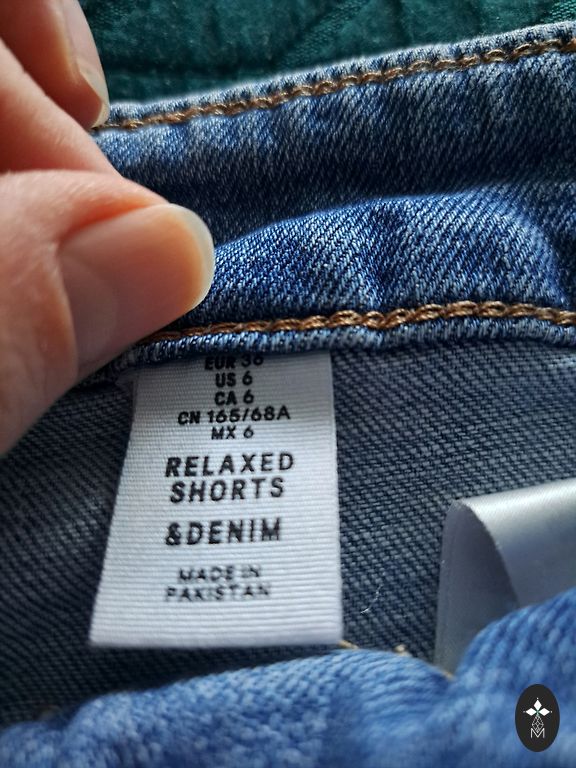 EUR 36
US 6
CA 6
CN 165/68A
MX 6
RELAXED
SHORTS
&DENIM
MADE IN
PAKISTAN
M